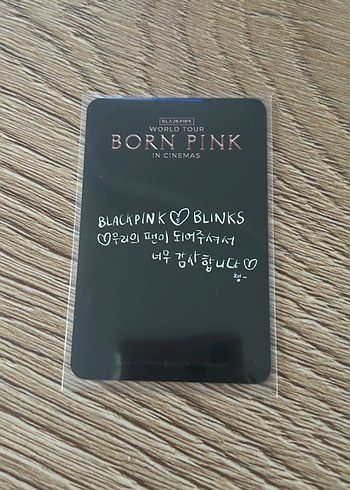 BLACKPINK
WORLD TOUR
BORN PINK
IN CINEMAS
BLACKPINK ♡ BLINKS
♡우리의 팬이 되어주셔서
너무 감사합니다♡
챙-